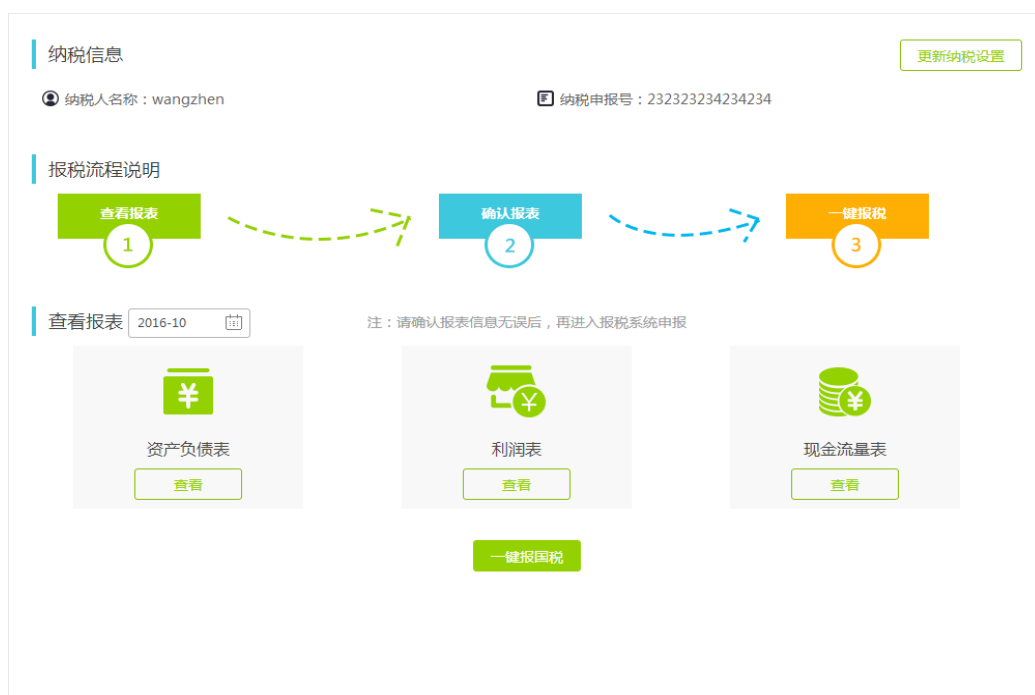 纳税信息
更新纳税设置
纳税人名称：wangzhen
纳税申报号：232323234234234
报税流程说明
查看报表
确认报表
一键报税
1
2
3
查看报表
2016-10
注：请确认报表信息无误后，再进入报税系统申报
资产负债表
利润表
现金流量表
查看
查看
查看
一键报国税